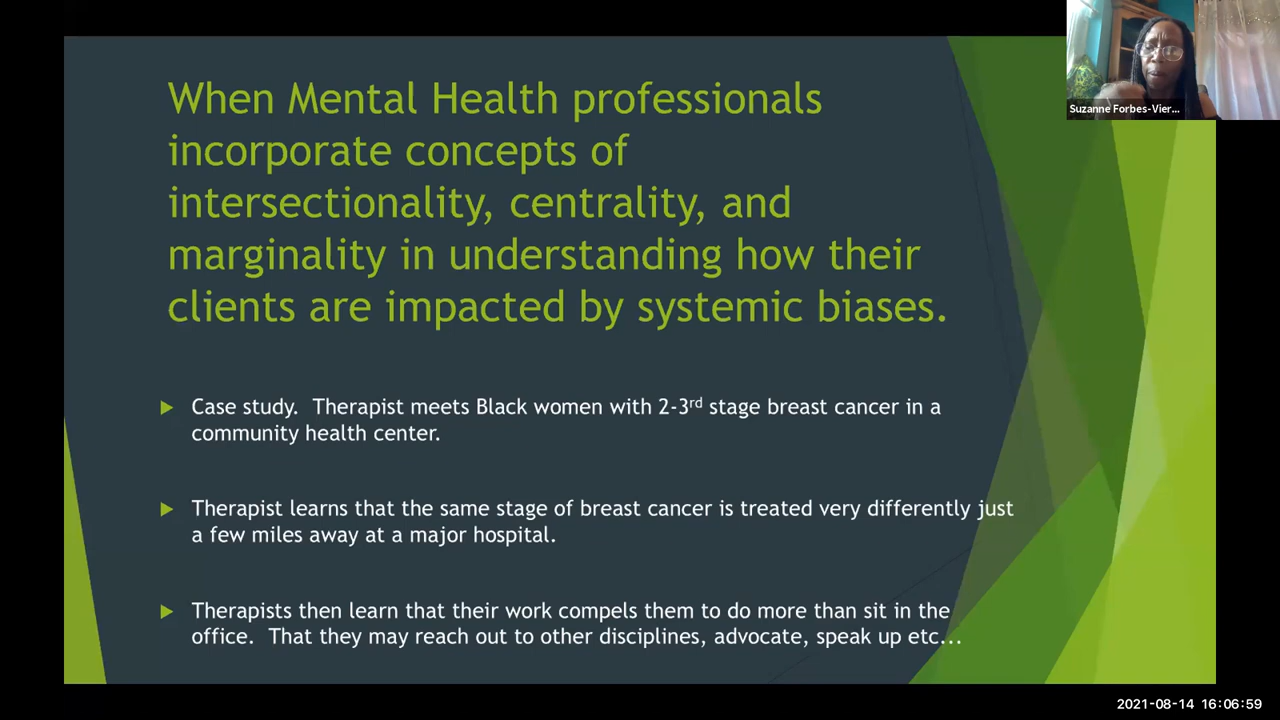 When Mental Health professionals
incorporate concepts of
intersectionality, centrality, and
marginality in understanding how their
clients are impacted by systemic biases.
Case study.  Therapist meets Black women with 2-3rd stage breast cancer in a
community health center.
Therapist learns that the same stage of breast cancer is treated very differently just
a few miles away at a major hospital.
Therapists then learn that their work compels them to do more than sit in the
office.  That they may reach out to other disciplines, advocate, speak up etc...
Suzanne Forbes-Vier...
2021-08-14 16:06:59